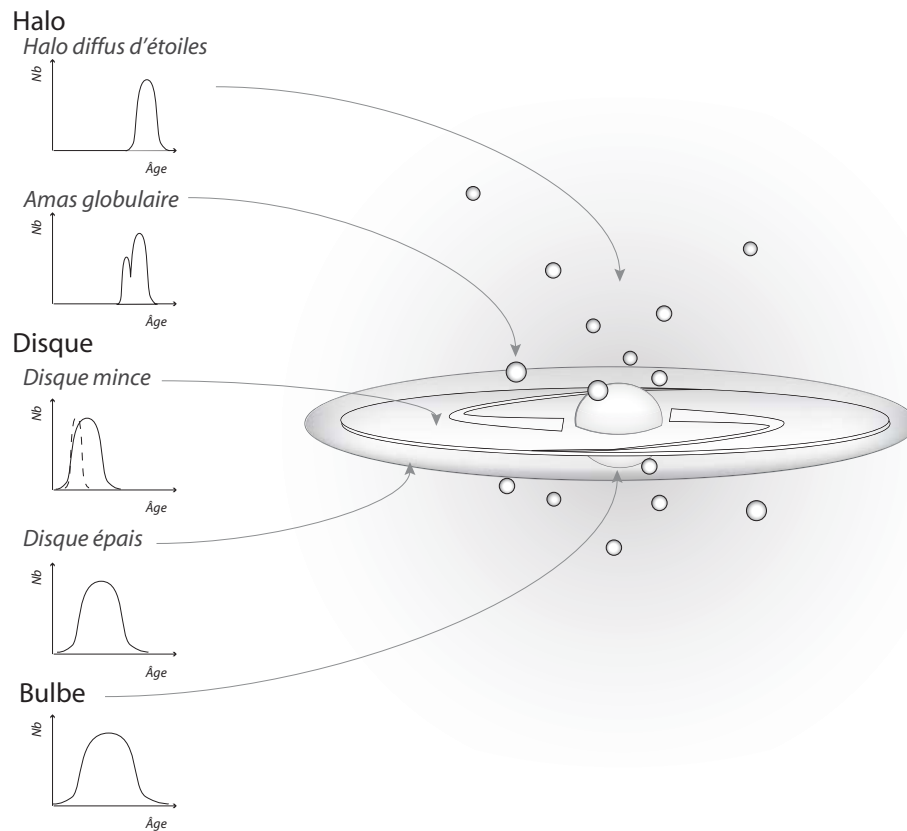 Halo
Halo diffus d'étoiles
Nb
Âge
Amas globulaire
Nb
Âge
Disque
Disque mince
Nb
Âge
Disque épais
Nb
Âge
Bulbe
Nb
Âge